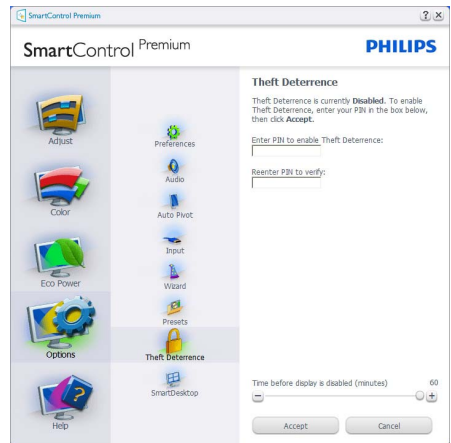 SmartControl Premium
SmartControl Premium
PHILIPS
Adjust
Color
Eco Power
Options
Help
Preferences
Audio
Auto Pivot
Input
Wizard
Presets
Theft Deterrence
SmartDesktop
Theft Deterrence
Theft Deterrence is currently Disabled. To enable
Theft Deterrence, enter your PIN in the box below,
then click Accept.
Enter PIN to enable Theft Deterrence:
Reenter PIN to verify:
Time before display is disabled (minutes) 60
Accept
Cancel